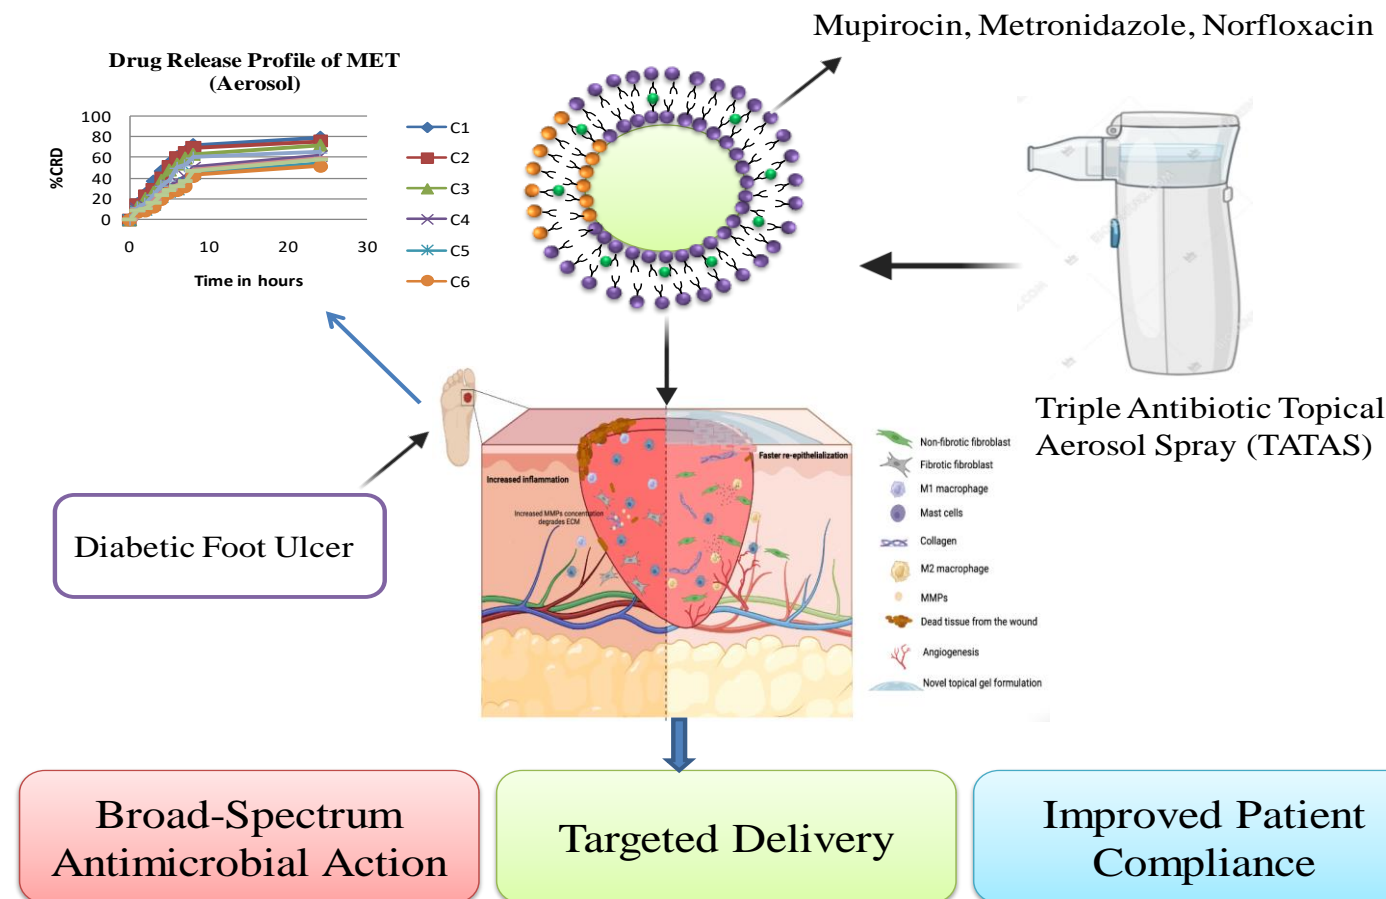 Mupirocin, Metronidazole, Norfloxacin
Drug Release Profile of MET
(Aerosol)
%CRD
100
80
60
40
20
0
0
10
20
30
Time in hours
C1
C2
C3
C4
C5
C6
Triple Antibiotic Topical
Aerosol Spray (TATAS)
Diabetic Foot Ulcer
Increased inflammation
Increased MMPs concentration
degrades ECM
Faster re-epithelialization
Non-fibrotic fibroblast
Fibrotic fibroblast
M1 macrophage
Mast cells
Collagen
M2 macrophage
MMPs
Dead tissue from the wound
Angiogenesis
Novel topical gel formulation
Broad-Spectrum
Antimicrobial Action
Targeted Delivery
Improved Patient
Compliance